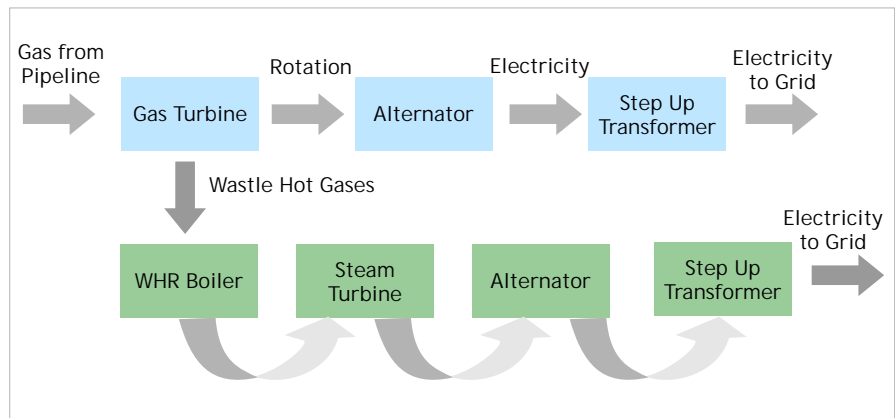 Gas from
Pipeline
Rotation
Electricity
Electricity
to Grid
Gas Turbine
Alternator
Step Up
Transformer
Wastle Hot Gases
Electricity
to Grid
WHR Boiler
Steam
Turbine
Alternator
Step Up
Transformer